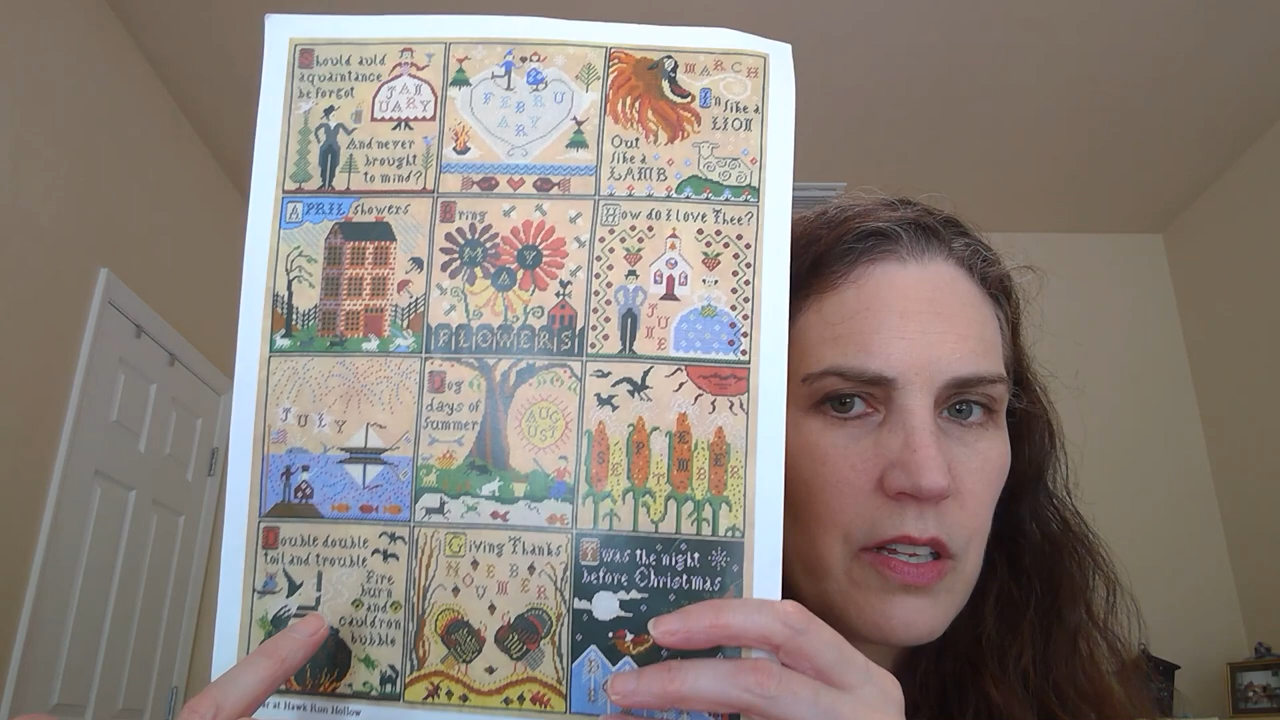 Should auld
aquaintance
be forgot
JAN
UARY
And never
brought
to mind?
FEBRU
ARY
MARCH
In like a
LION
Out
like a
LAMB
APRIL showers
Bring
MAY
FLOWERS
How do I love Thee?
JUNE
JULY
Dog
days of
Summer
AUG
UST
SEPTEMBER
Double double
toil and trouble
Fire
burn
and
cauldron
bubble
Giving Thanks
NOVEMBER
Twas the night
before Christmas
at Hawk Run Hollow